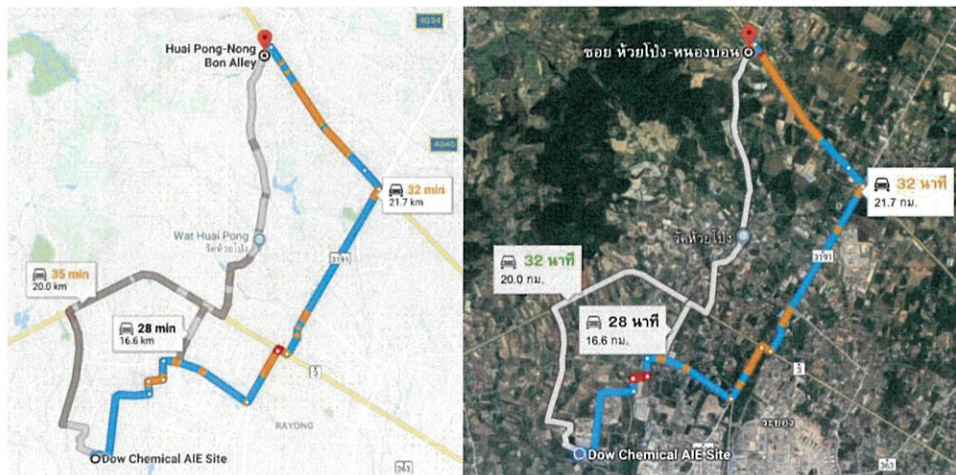 4034
Huai Pong-Nong
Bon Alley
4040
32 min
21.7 km
Wat Huai Pong
วัดห้วยโป่ง
3191
35 min
20.0 km
28 min
16.6 km
3
RAYONG
Dow Chemical AIE Site
363
ซอย ห้วยโป่ง-หนองบอน
32 นาที
21.7 กม.
วัดห้วยโป่ง
3191
32 นาที
20.0 กม.
28 นาที
16.6 กม.
3
ระยอง
Dow Chemical AIE Site
363